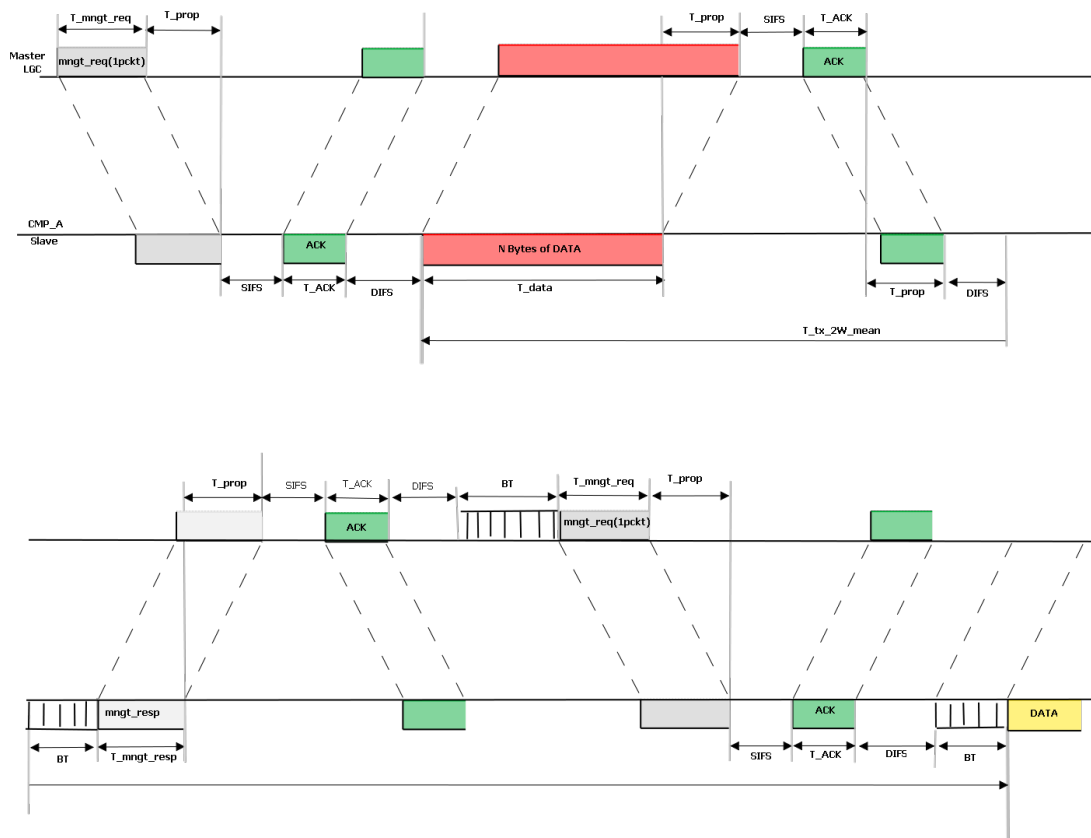 T_mngt_req
T_prop
T_prop
SIFS
T_ACK
Master
LGC
mngt_req(1pckt)
ACK
CMP_A
Slave
ACK
N Bytes of DATA
SIFS
T_ACK
DIFS
T_data
T_prop
DIFS
T_tx_2W_mean
T_prop
SIFS
T_ACK
DIFS
BT
T_mngt_req
T_prop
ACK
mngt_req(1pckt)
mngt_resp
ACK
DATA
BT
T_mngt_resp
SIFS
T_ACK
DIFS
BT